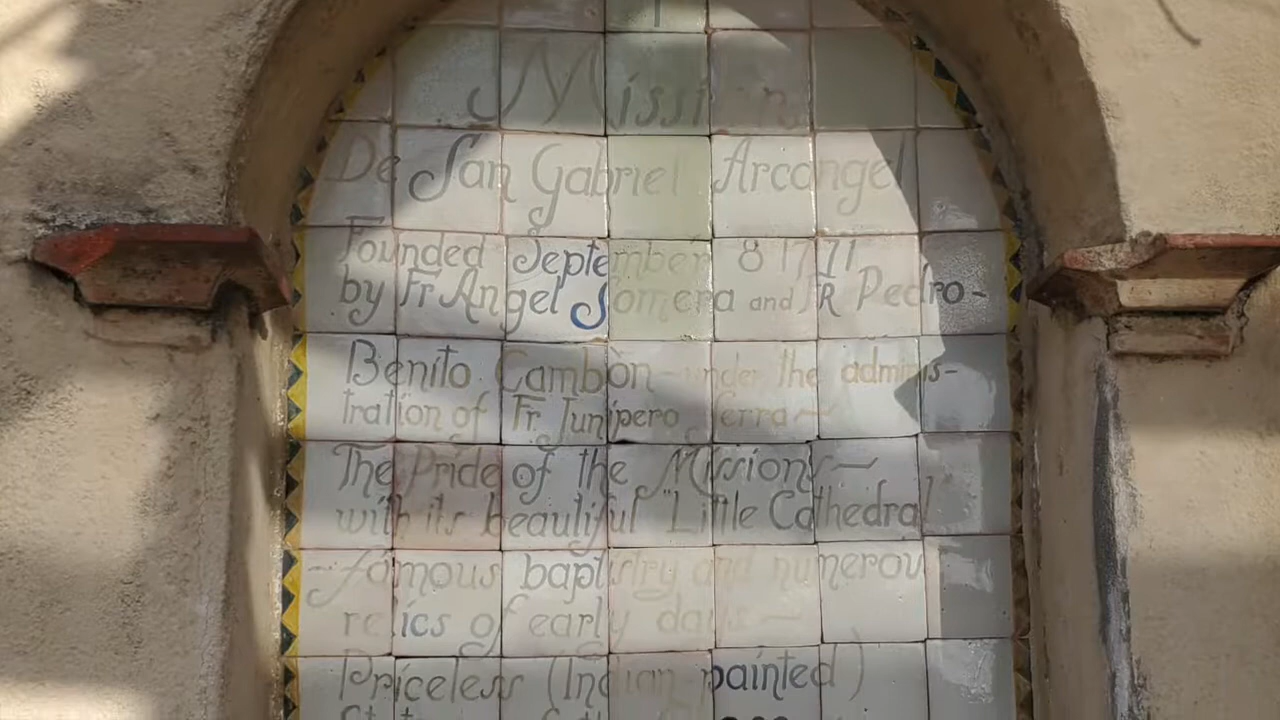 Mission
De San Gabriel Arcangel
Founded September 8 1771
by Fr Angel Somera and FR Pedro-
Benito Cambòn - under the adminis-
tration of Fr. Junipero Serra ~
The Pride of the Missions ~
with its beautiful "Little Cathedral"
~ famous baptistry and numerou
relics of early days ~
Priceless (Indian painted)